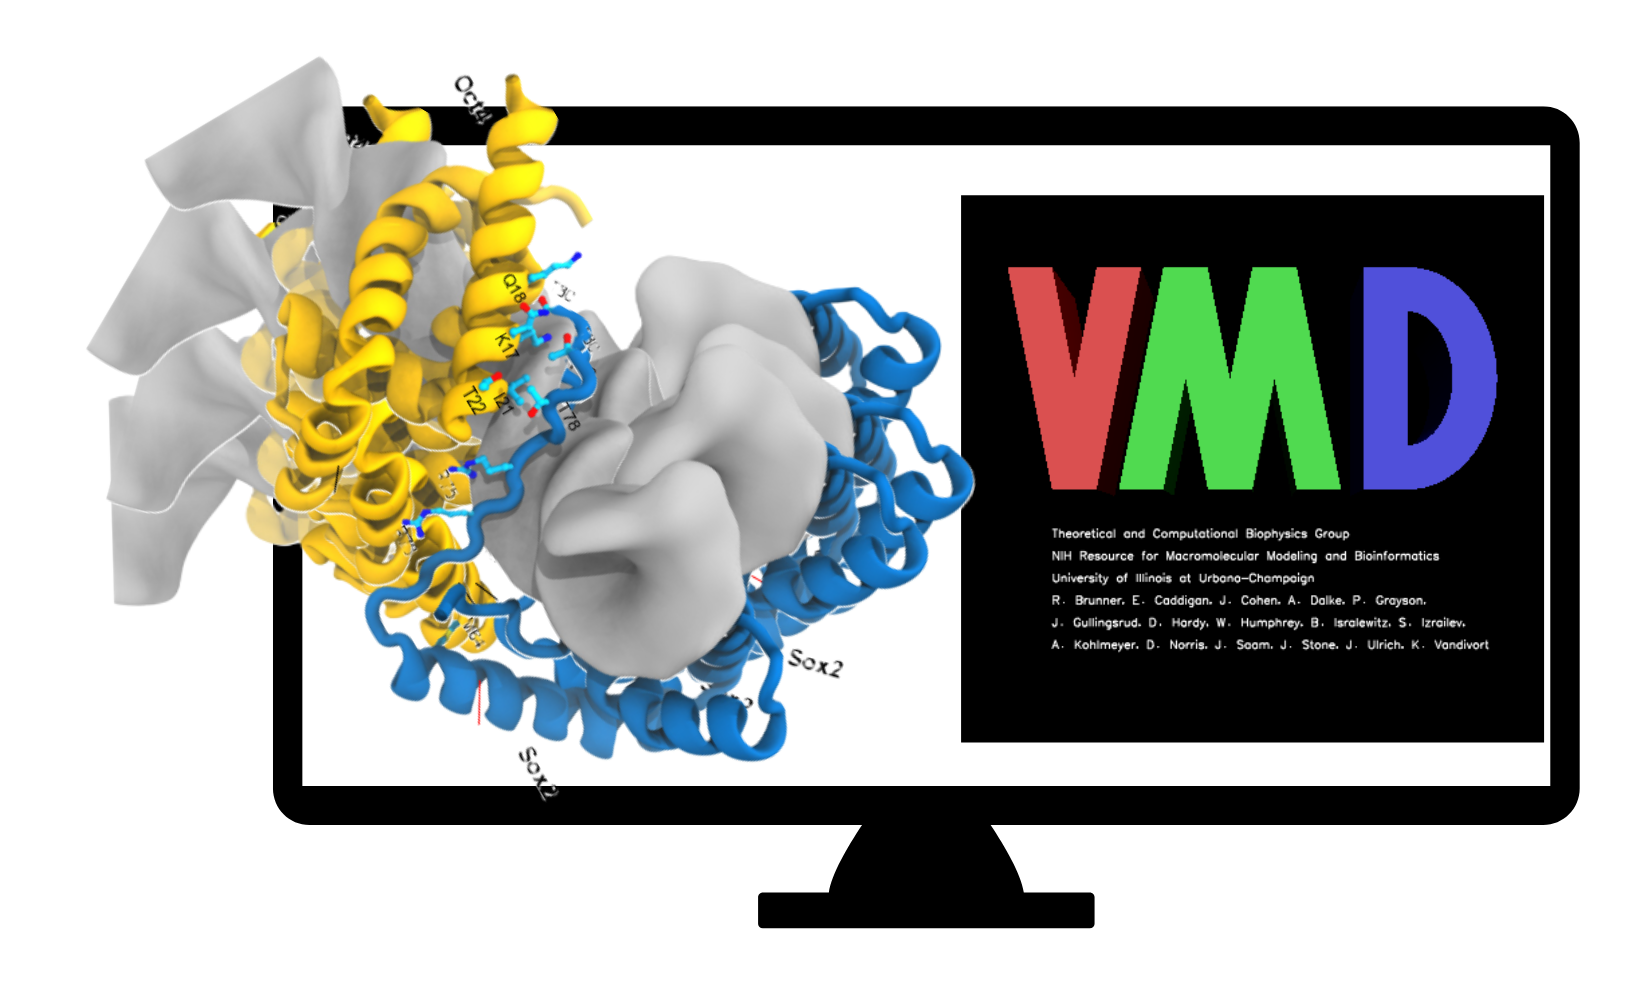 Oct4
Q18
K17
T22
I21
T78
Sox2
Sox2
VMD
Theoretical and Computational Biophysics Group
NIH Resource for Macromolecular Modeling and Bioinformatics
University of Illinois at Urbana-Champaign
R. Brunner, E. Caddigan, J. Cohen, A. Dalke, P. Grayson,
J. Gullingsrud, D. Hardy, W. Humphrey, B. Isralewitz, S. Izrailev,
A. Kohlmeyer, D. Norris, J. Saam, J. Stone, J. Ulrich, K. Vandivort